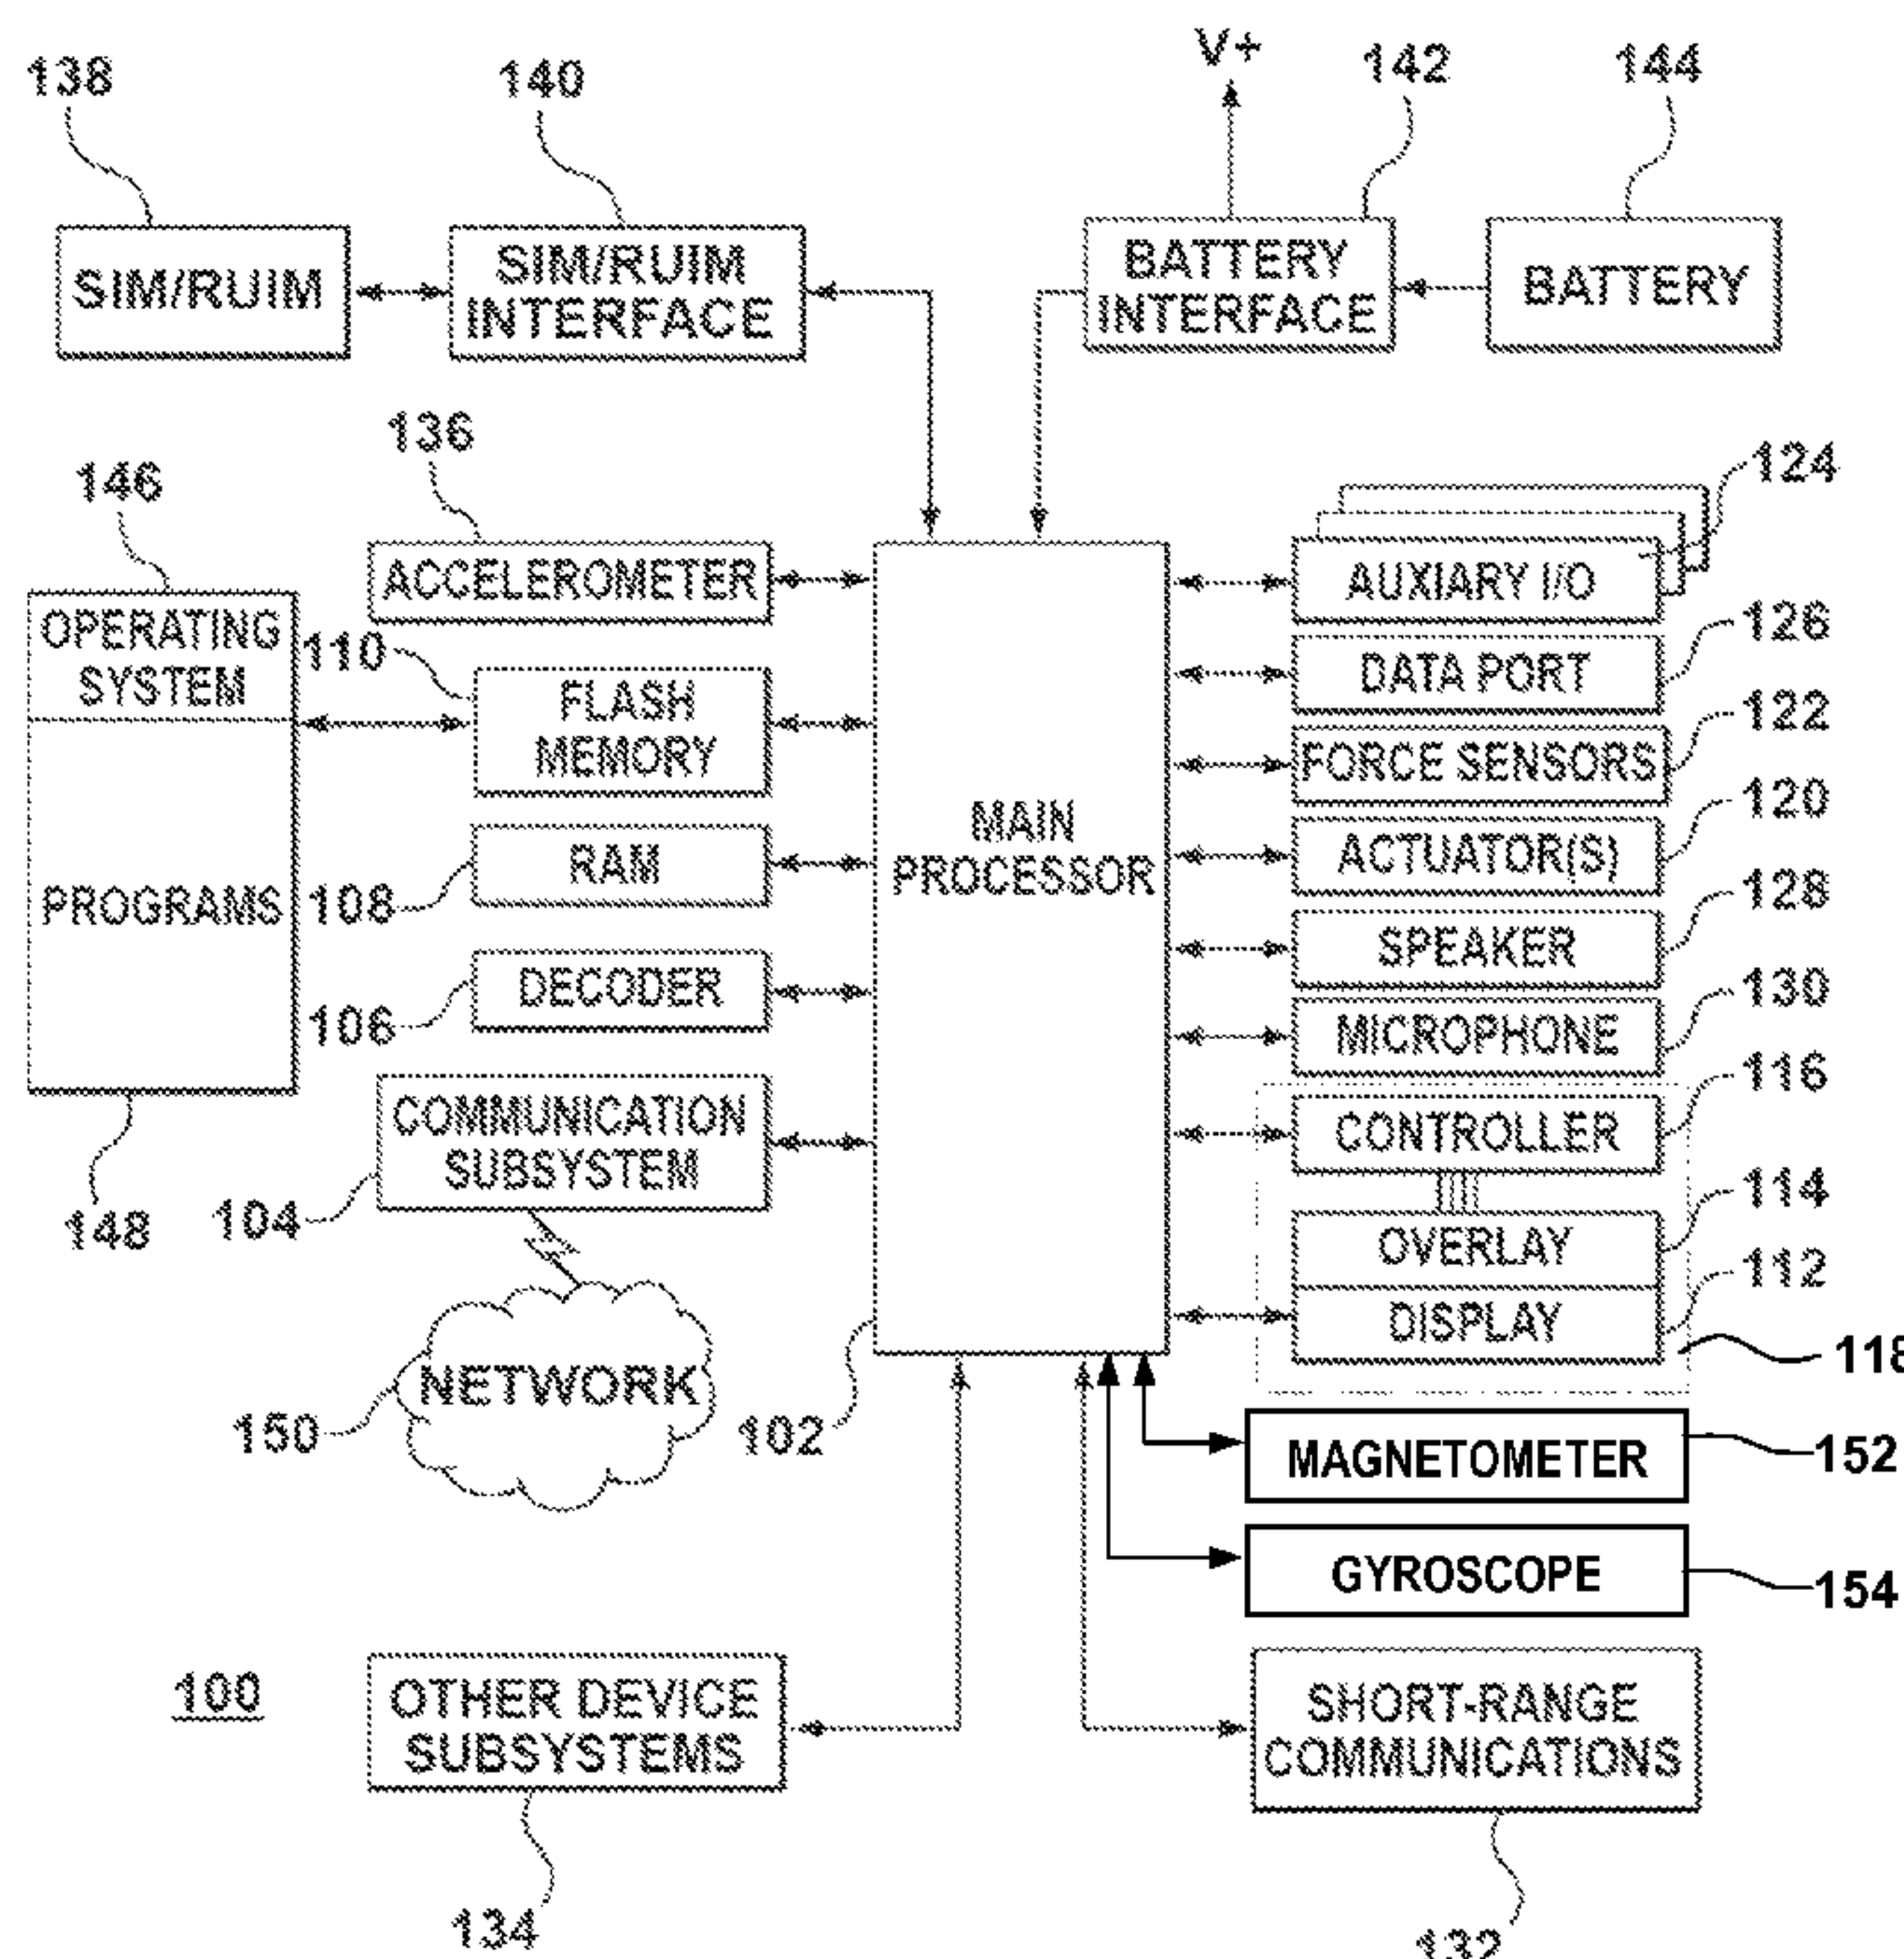 V+
138
140
142
144
SIM/RUIM
SIM/RUIM
INTERFACE
BATTERY
INTERFACE
BATTERY
136
146
124
ACCELEROMETER
AUXIARY I/O
OPERATING
SYSTEM
110
FLASH
MEMORY
DATA PORT
126
FORCE SENSORS
122
MAIN
PROCESSOR
PROGRAMS
108
RAM
ACTUATOR(S)
120
SPEAKER
128
106
DECODER
MICROPHONE
130
COMMUNICATION
SUBSYSTEM
CONTROLLER
116
148
104
OVERLAY
114
DISPLAY
112
118
NETWORK
150
102
MAGNETOMETER
152
GYROSCOPE
154
100
OTHER DEVICE
SUBSYSTEMS
SHORT-RANGE
COMMUNICATIONS
134
132